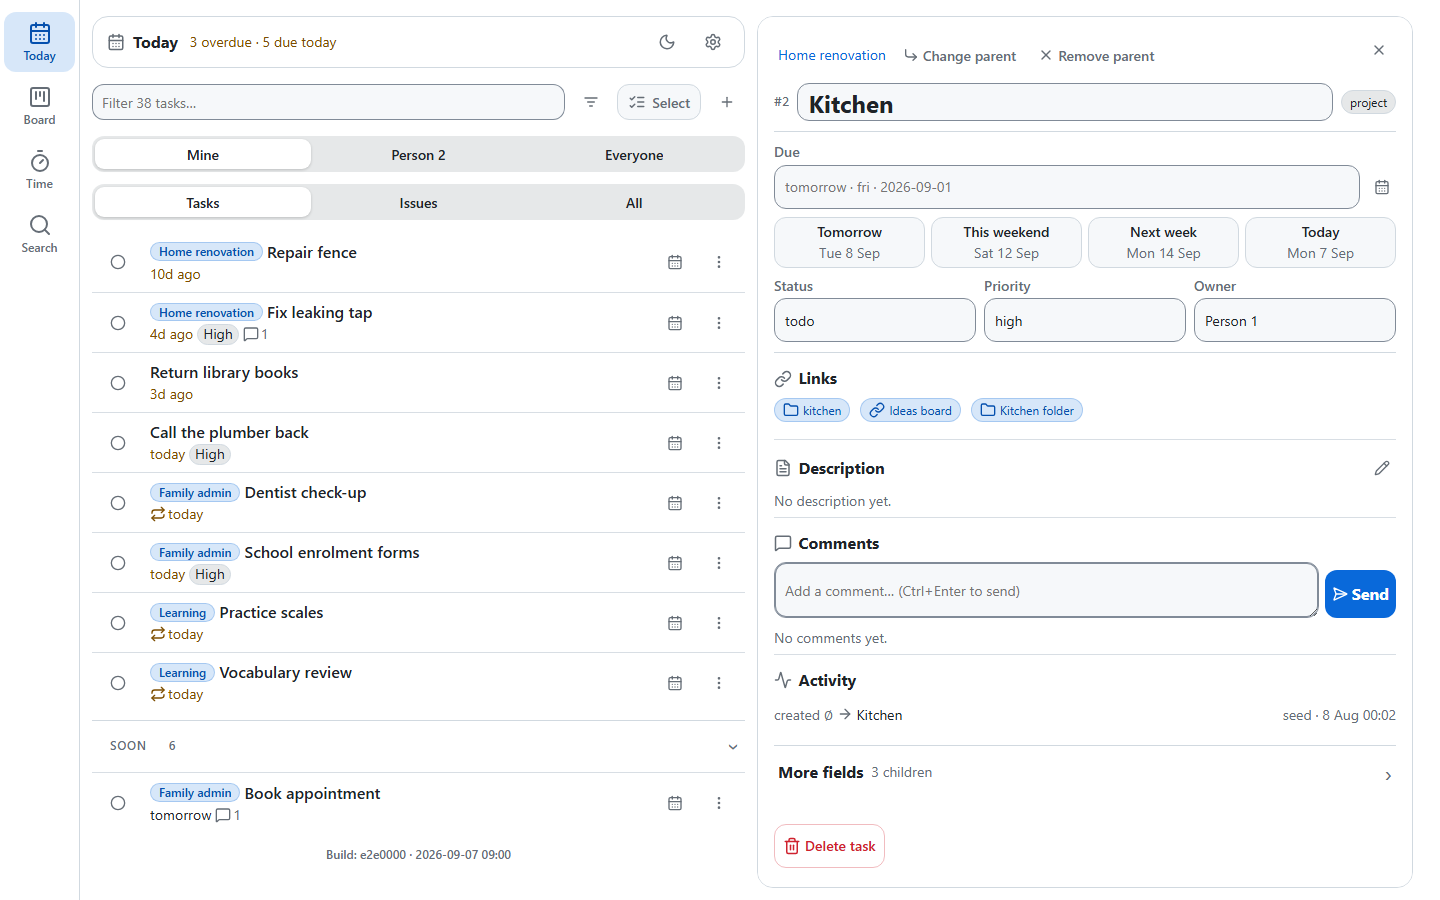 Today
Board
Time
Search
Today 3 overdue · 5 due today
Filter 38 tasks...
Select
Mine
Person 2
Everyone
Tasks
Issues
All
Home renovation Repair fence
10d ago
Home renovation Fix leaking tap
4d ago High 1
Return library books
3d ago
Call the plumber back
today High
Family admin Dentist check-up
today
Family admin School enrolment forms
today High
Learning Practice scales
today
Learning Vocabulary review
today
SOON 6
Family admin Book appointment
tomorrow 1
Build: e2e0000 · 2026-09-07 09:00
Home renovation Change parent Remove parent
#2 Kitchen project
Due
tomorrow · fri · 2026-09-01
Tomorrow
Tue 8 Sep
This weekend
Sat 12 Sep
Next week
Mon 14 Sep
Today
Mon 7 Sep
Status
todo
Priority
high
Owner
Person 1
Links
kitchen
Ideas board
Kitchen folder
Description
No description yet.
Comments
Add a comment... (Ctrl+Enter to send)
Send
No comments yet.
Activity
created ∅ → Kitchen seed · 8 Aug 00:02
More fields 3 children
Delete task